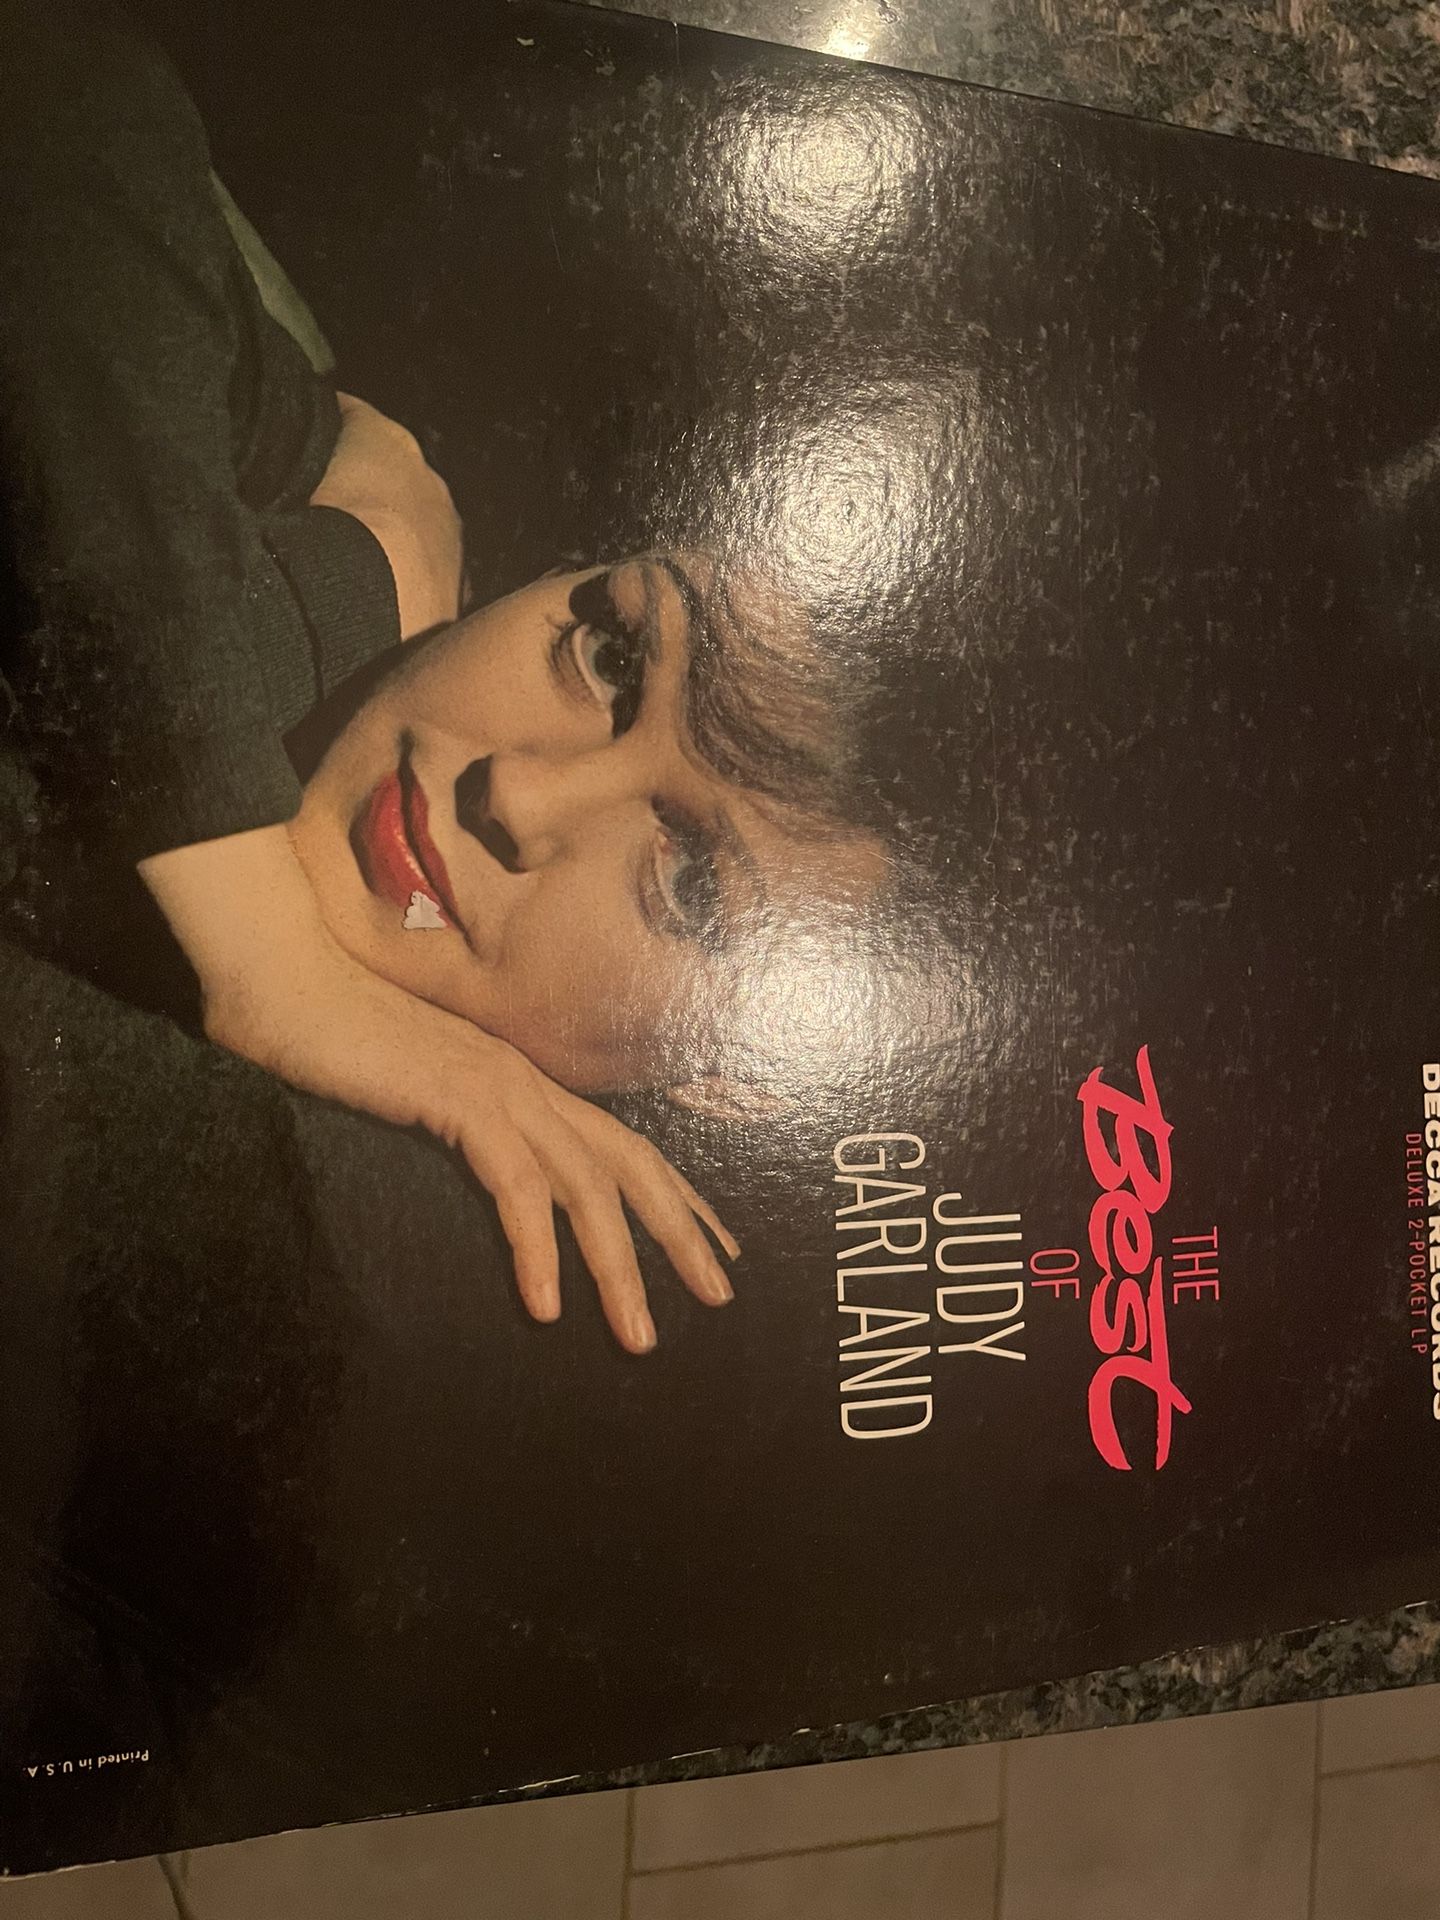 DECCA RECORDS
DELUXE 2-POCKET LP
THE
Best
OF
JUDY
GARLAND
Printed in U.S.A.